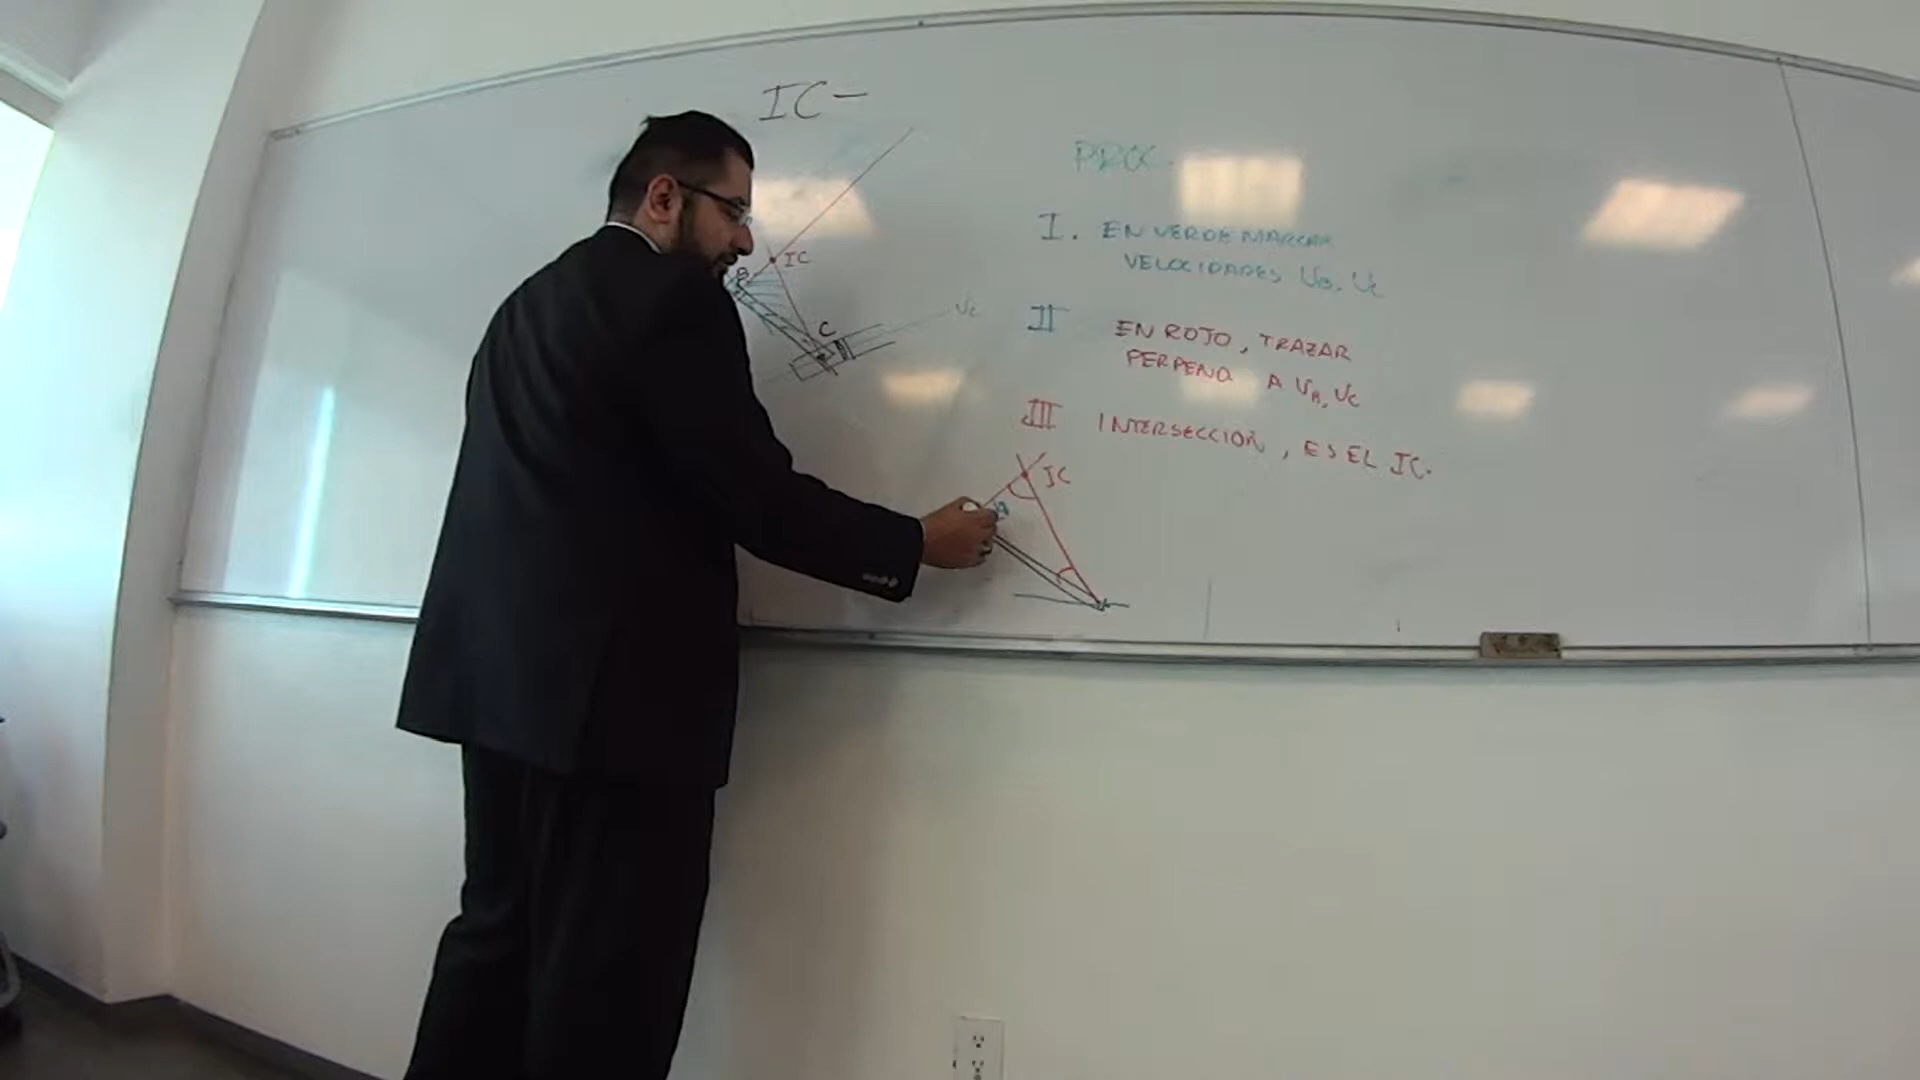 IC-
PROC.
I. EN VERDE MARCAR
VELOCIDADES VB, VC
II EN ROJO, TRAZAR
PERPEND A VB, VC
III INTERSECCIÓN, ES EL IC.
IC
B
C
VC
IC
B